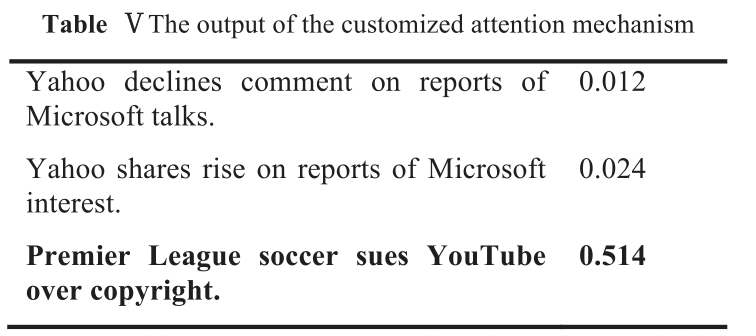 Table Ⅴ The output of the customized attention mechanism
Yahoo declines comment on reports of 0.012
Microsoft talks.
Yahoo shares rise on reports of Microsoft 0.024
interest.
Premier League soccer sues YouTube 0.514
over copyright.